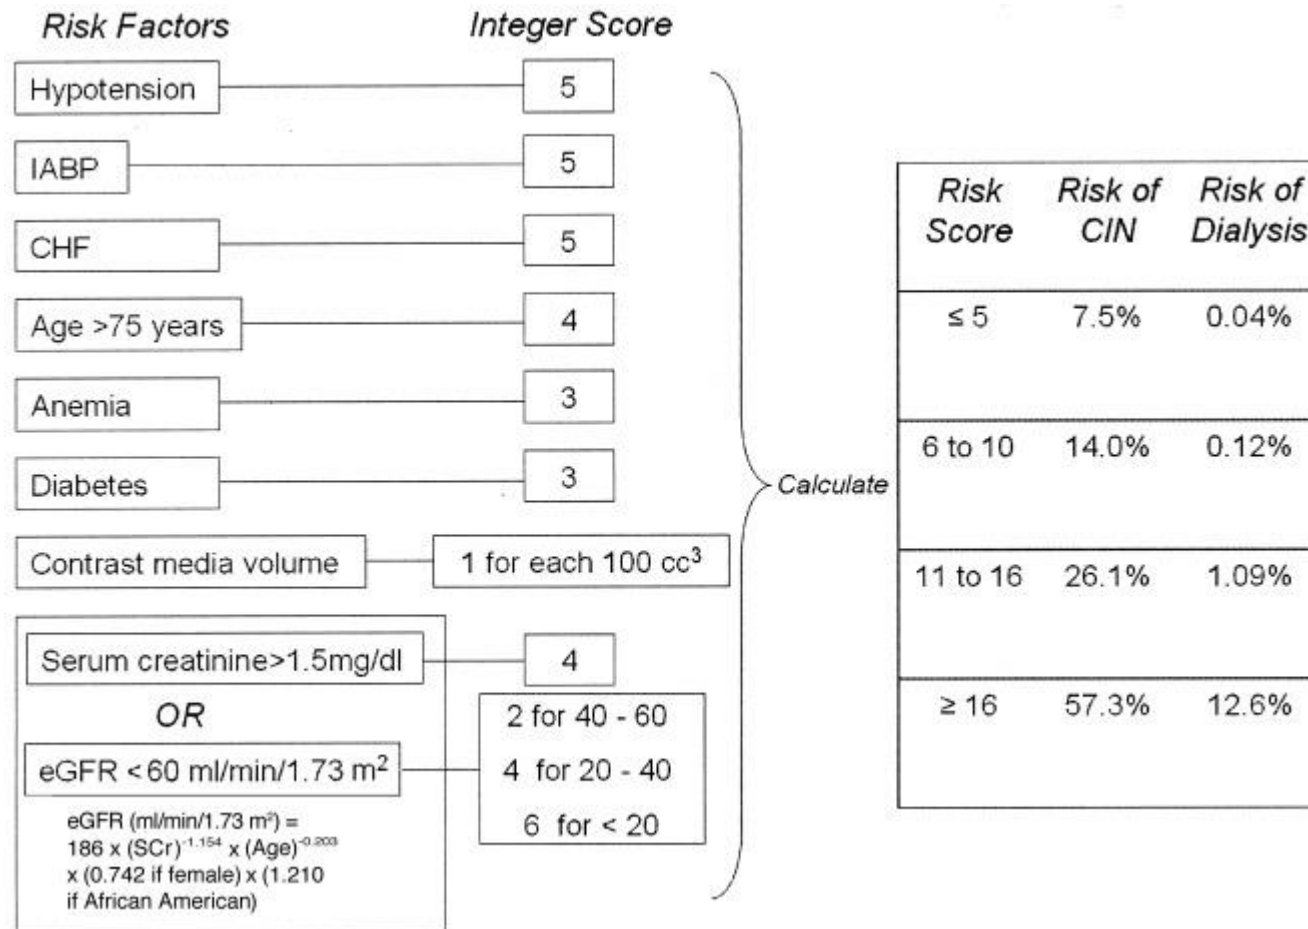 Risk Factors Integer Score
Hypotension 5
IABP 5
CHF 5
Age >75 years 4
Anemia 3
Diabetes 3
Contrast media volume 1 for each 100 cc³
Serum creatinine>1.5mg/dl 4
OR
eGFR <60 ml/min/1.73 m²
2 for 40 - 60
4 for 20 - 40
6 for < 20
eGFR (ml/min/1.73 m²) =
186 x (SCr)⁻¹·¹⁵⁴ x (Age)⁻⁰·²⁰³
x (0.742 if female) x (1.210
if African American)
Calculate
Risk Risk of Risk of
Score CIN Dialysis
≤ 5 7.5% 0.04%
6 to 10 14.0% 0.12%
11 to 16 26.1% 1.09%
≥ 16 57.3% 12.6%